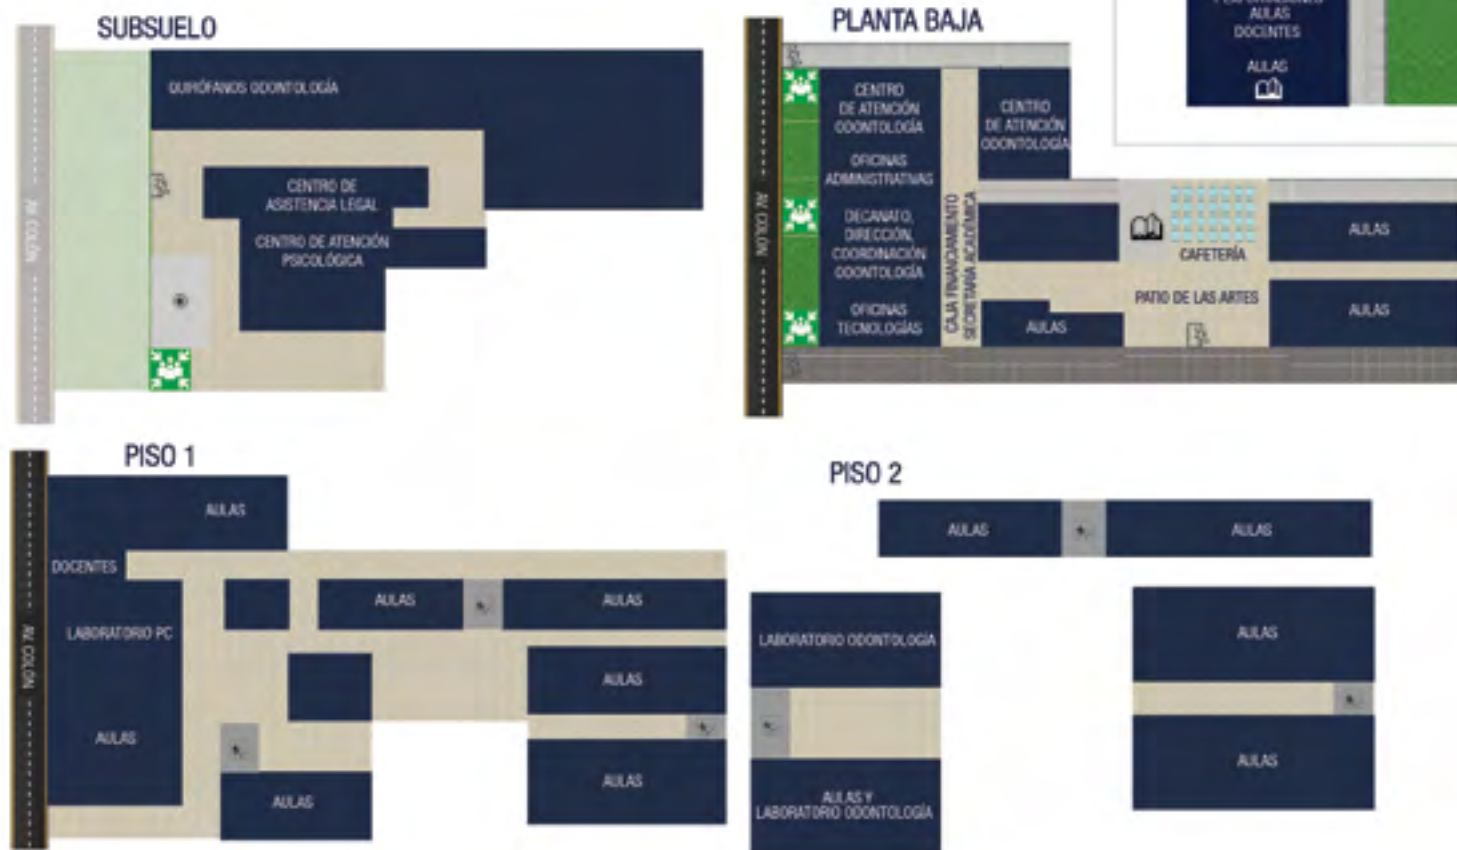 SUBSUELO
AV. COLÓN
QUIRÓFANOS ODONTOLOGÍA
CENTRO DE
ASISTENCIA LEGAL
CENTRO DE ATENCIÓN
PSICOLÓGICA
PLANTA BAJA
AV. COLÓN
CENTRO
DE ATENCIÓN
ODONTOLOGÍA
OFICINAS
ADMINISTRATIVAS
DECANATO,
DIRECCIÓN,
COORDINACIÓN
ODONTOLOGÍA
OFICINAS
TECNOLOGÍAS
CAJA FINANCIAMIENTO
SECRETARIA ACADÉMICA
CENTRO
DE ATENCIÓN
ODONTOLOGÍA
AULAS
CAFETERÍA
PATIO DE LAS ARTES
AULAS
AULAS
AULAS
DOCENTES
AULAS
PISO 1
AV. COLÓN
AULAS
DOCENTES
LABORATORIO PC
AULAS
AULAS
AULAS
AULAS
AULAS
AULAS
PISO 2
AULAS
AULAS
LABORATORIO ODONTOLOGÍA
AULAS Y
LABORATORIO ODONTOLOGÍA
AULAS
AULAS